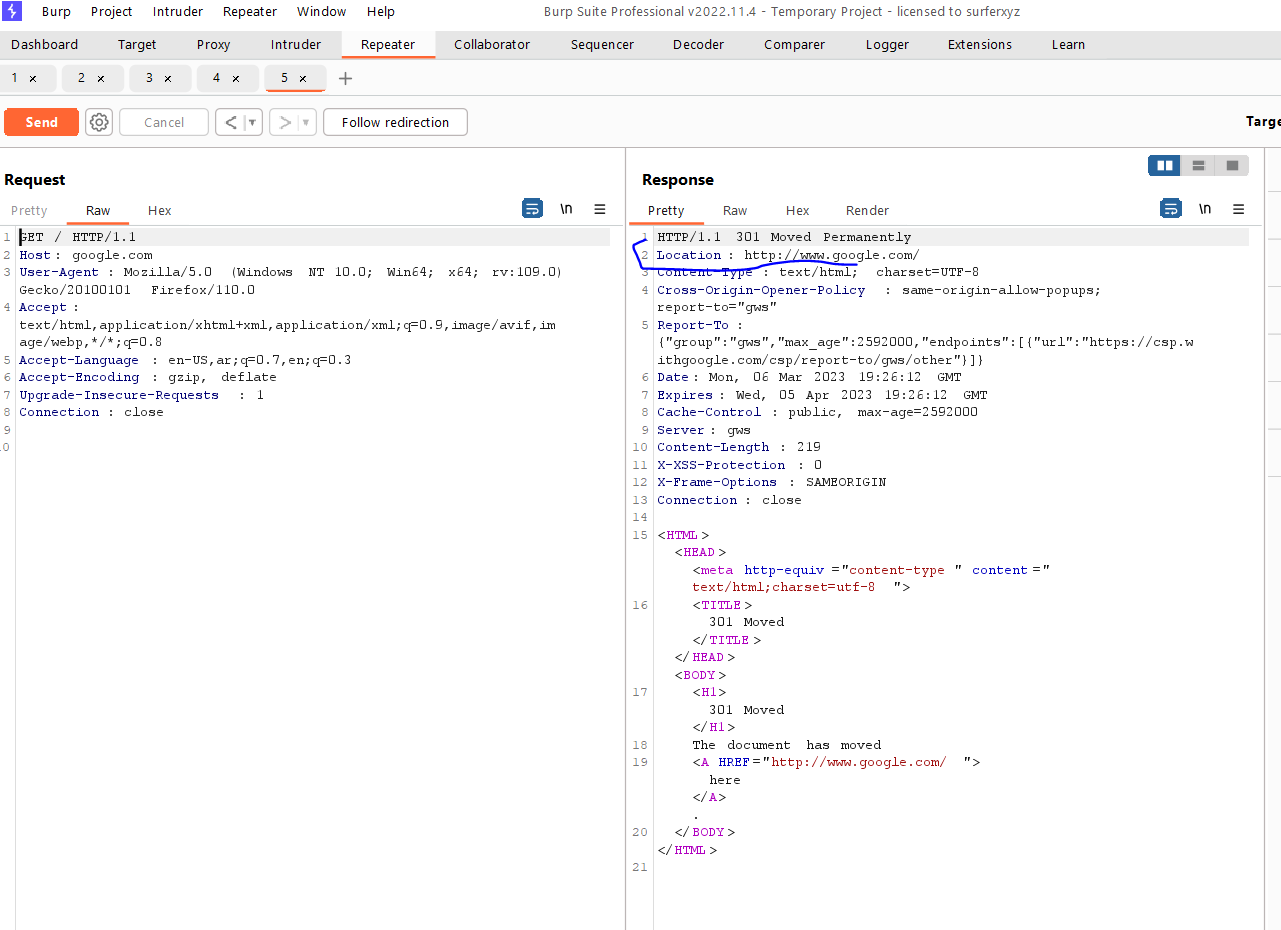 Burp Project Intruder Repeater Window Help Burp Suite Professional v2022.11.4 - Temporary Project - licensed to surferxyz
Dashboard Target Proxy Intruder Repeater Collaborator Sequencer Decoder Comparer Logger Extensions Learn
1 × 2 × 3 × 4 × 5 × +
Send Cancel < > Follow redirection Targe
Request
Pretty Raw Hex \n
1 GET / HTTP/1.1
2 Host: google.com
3 User-Agent: Mozilla/5.0 (Windows NT 10.0; Win64; x64; rv:109.0)
Gecko/20100101 Firefox/110.0
4 Accept:
text/html,application/xhtml+xml,application/xml;q=0.9,image/avif,im
age/webp,*/*;q=0.8
5 Accept-Language: en-US,ar;q=0.7,en;q=0.3
6 Accept-Encoding: gzip, deflate
7 Upgrade-Insecure-Requests: 1
8 Connection: close
9
10
Response
Pretty Raw Hex Render \n
1 HTTP/1.1 301 Moved Permanently
2 Location: http://www.google.com/
3 Content-Type: text/html; charset=UTF-8
4 Cross-Origin-Opener-Policy: same-origin-allow-popups;
report-to="gws"
5 Report-To:
{"group":"gws","max_age":2592000,"endpoints":[{"url":"https://csp.w
ithgoogle.com/csp/report-to/gws/other"}]}
6 Date: Mon, 06 Mar 2023 19:26:12 GMT
7 Expires: Wed, 05 Apr 2023 19:26:12 GMT
8 Cache-Control: public, max-age=2592000
9 Server: gws
10 Content-Length: 219
11 X-XSS-Protection: 0
12 X-Frame-Options: SAMEORIGIN
13 Connection: close
14
15 <HTML>
<HEAD>
<meta http-equiv="content-type" content="
text/html;charset=utf-8">
16 <TITLE>
301 Moved
</TITLE>
</HEAD>
<BODY>
17 <H1>
301 Moved
</H1>
18 The document has moved
19 <A HREF="http://www.google.com/">
here
</A>
.
20 </BODY>
</HTML>
21